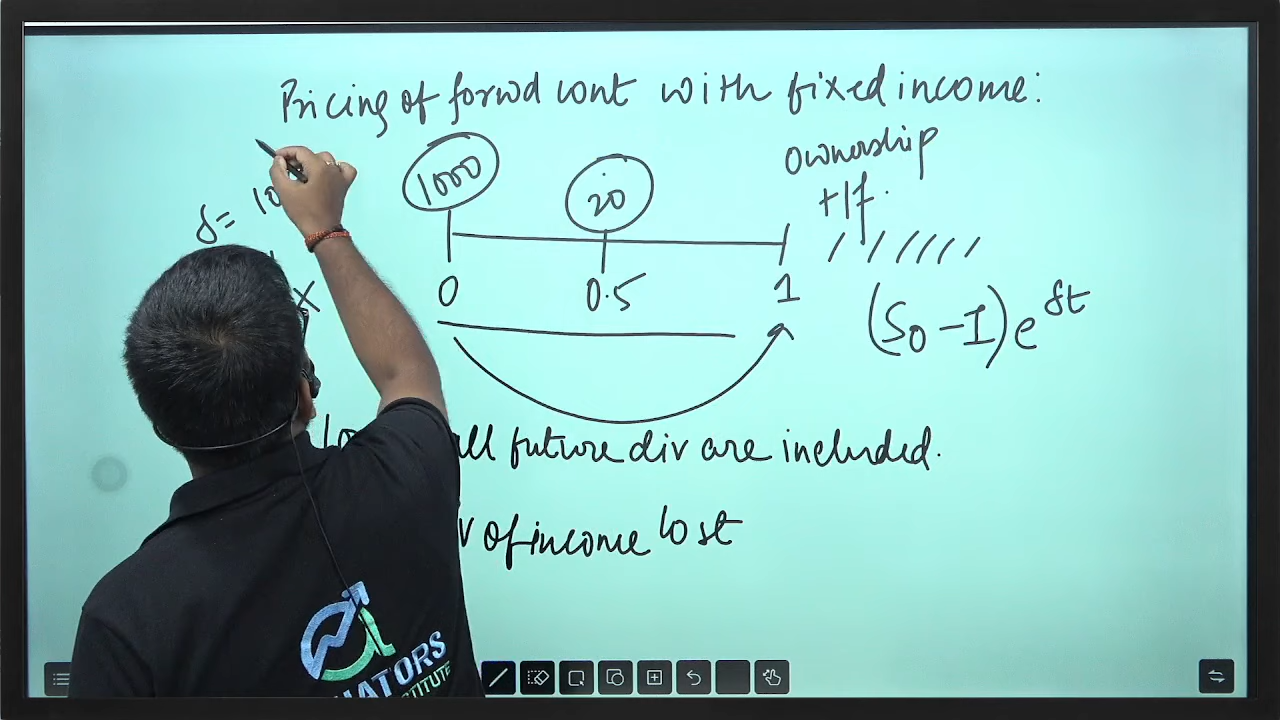 Pricing of forwd cont with fixed income:
ownership
t/f.
1000
20
δ= 10
0
0.5
1
(S0-I)e^δt
all future div are included.
of income lost